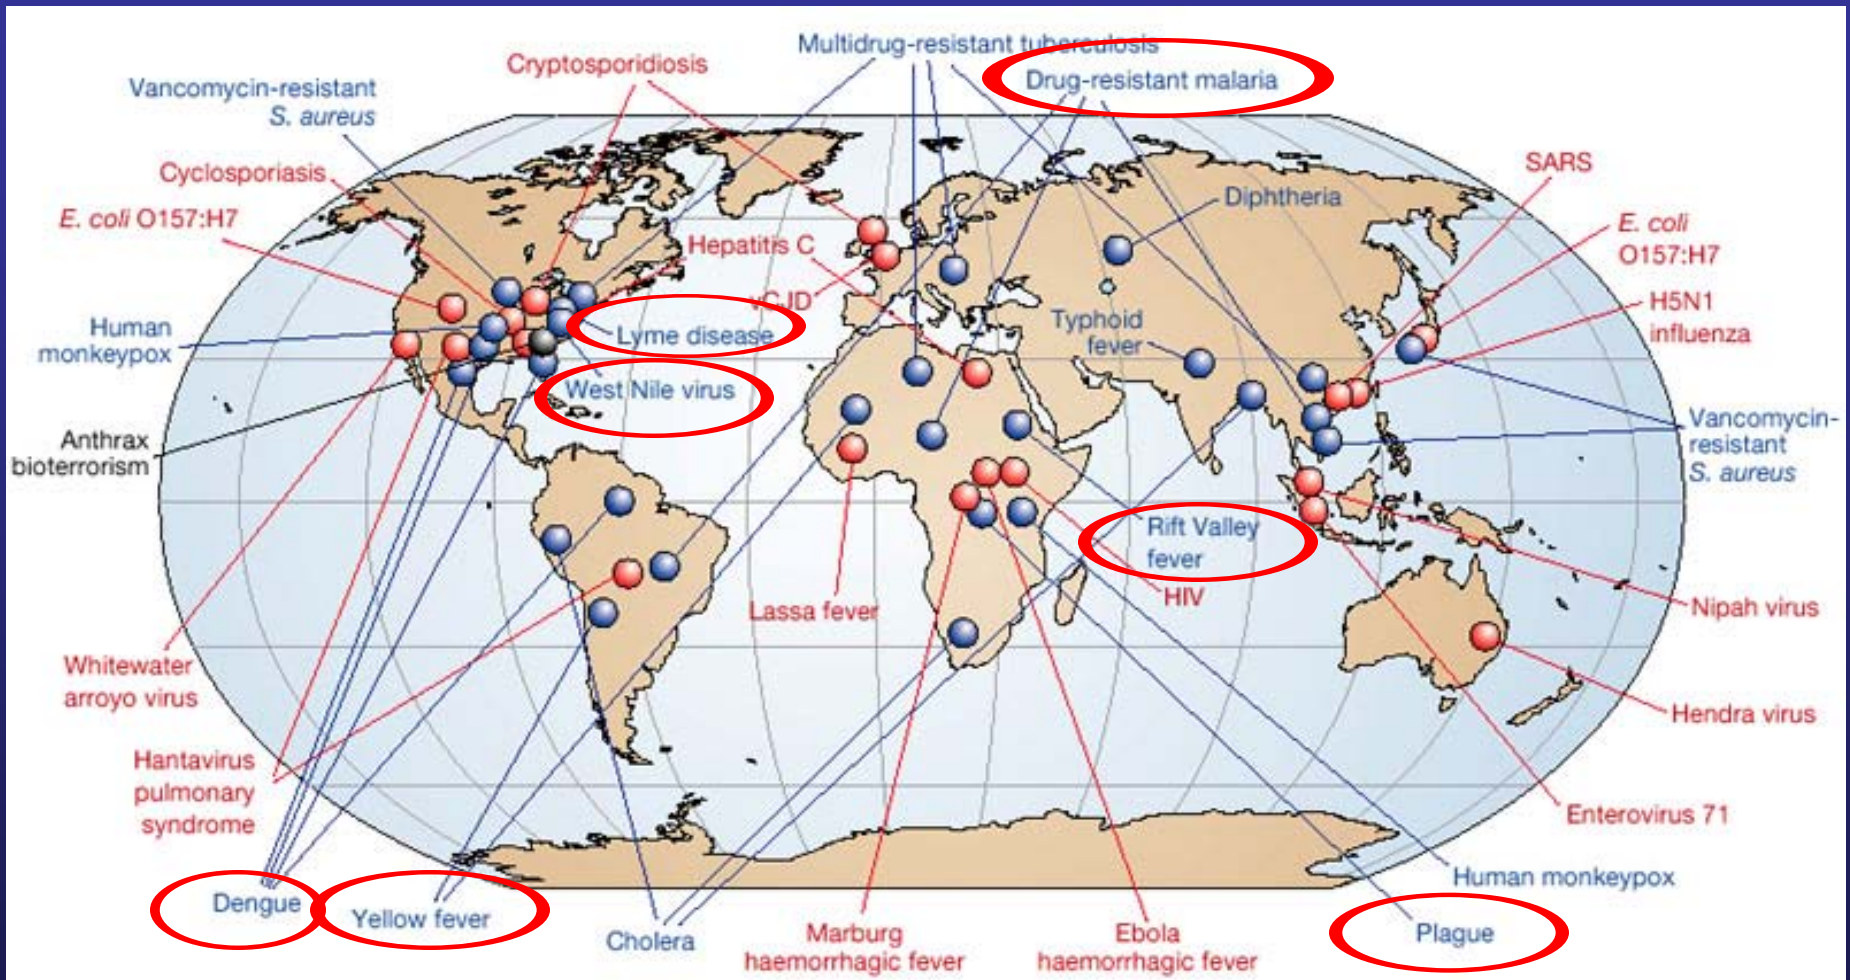 Multidrug-resistant tuberculosis
Cryptosporidiosis
Drug-resistant malaria
Vancomycin-resistant
S. aureus
Cyclosporiasis
SARS
Diphtheria
E. coli O157:H7
E. coli
O157:H7
Hepatitis C
vCJD
H5N1
influenza
Human
monkeypox
Lyme disease
Typhoid
fever
West Nile virus
Anthrax
bioterrorism
Vancomycin-
resistant
S. aureus
Rift Valley
fever
HIV
Lassa fever
Nipah virus
Whitewater
arroyo virus
Hendra virus
Hantavirus
pulmonary
syndrome
Enterovirus 71
Human monkeypox
Dengue
Yellow fever
Cholera
Marburg
haemorrhagic fever
Ebola
haemorrhagic fever
Plague